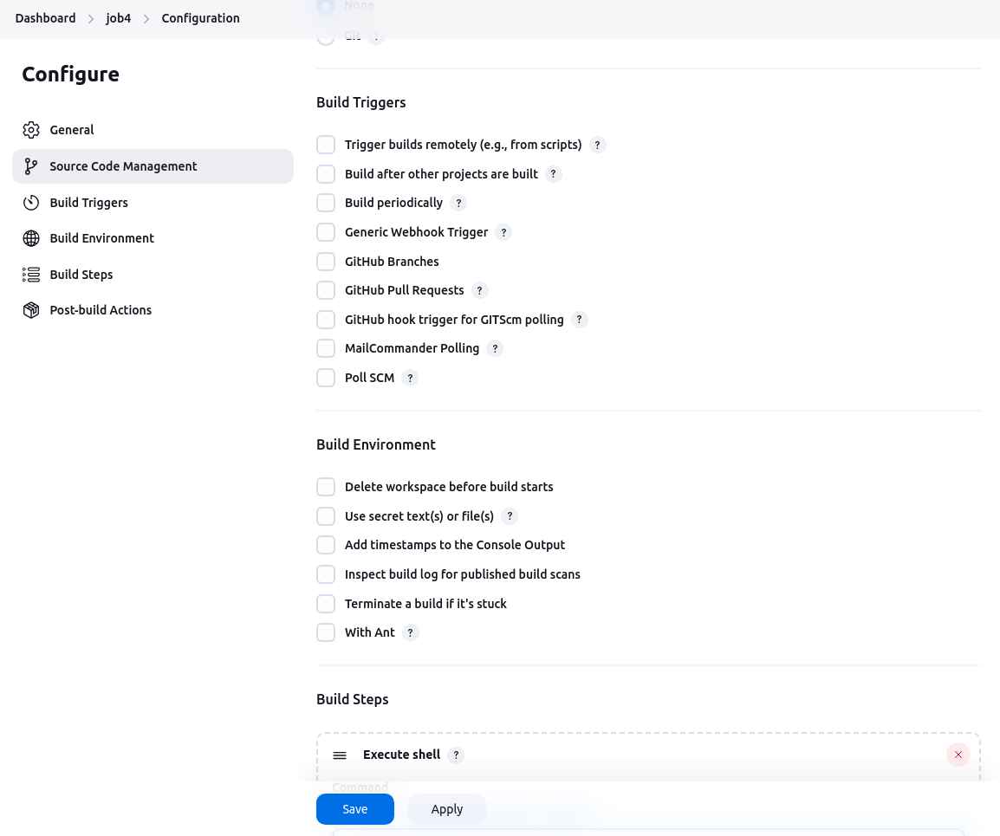 Dashboard > job4 > Configuration
Configure
General
Source Code Management
Build Triggers
Build Environment
Build Steps
Post-build Actions
None
Git ?
Build Triggers
Trigger builds remotely (e.g., from scripts) ?
Build after other projects are built ?
Build periodically ?
Generic Webhook Trigger ?
GitHub Branches
GitHub Pull Requests ?
GitHub hook trigger for GITScm polling ?
MailCommander Polling ?
Poll SCM ?
Build Environment
Delete workspace before build starts
Use secret text(s) or file(s) ?
Add timestamps to the Console Output
Inspect build log for published build scans
Terminate a build if it's stuck
With Ant ?
Build Steps
Execute shell ?
Command
Save
Apply